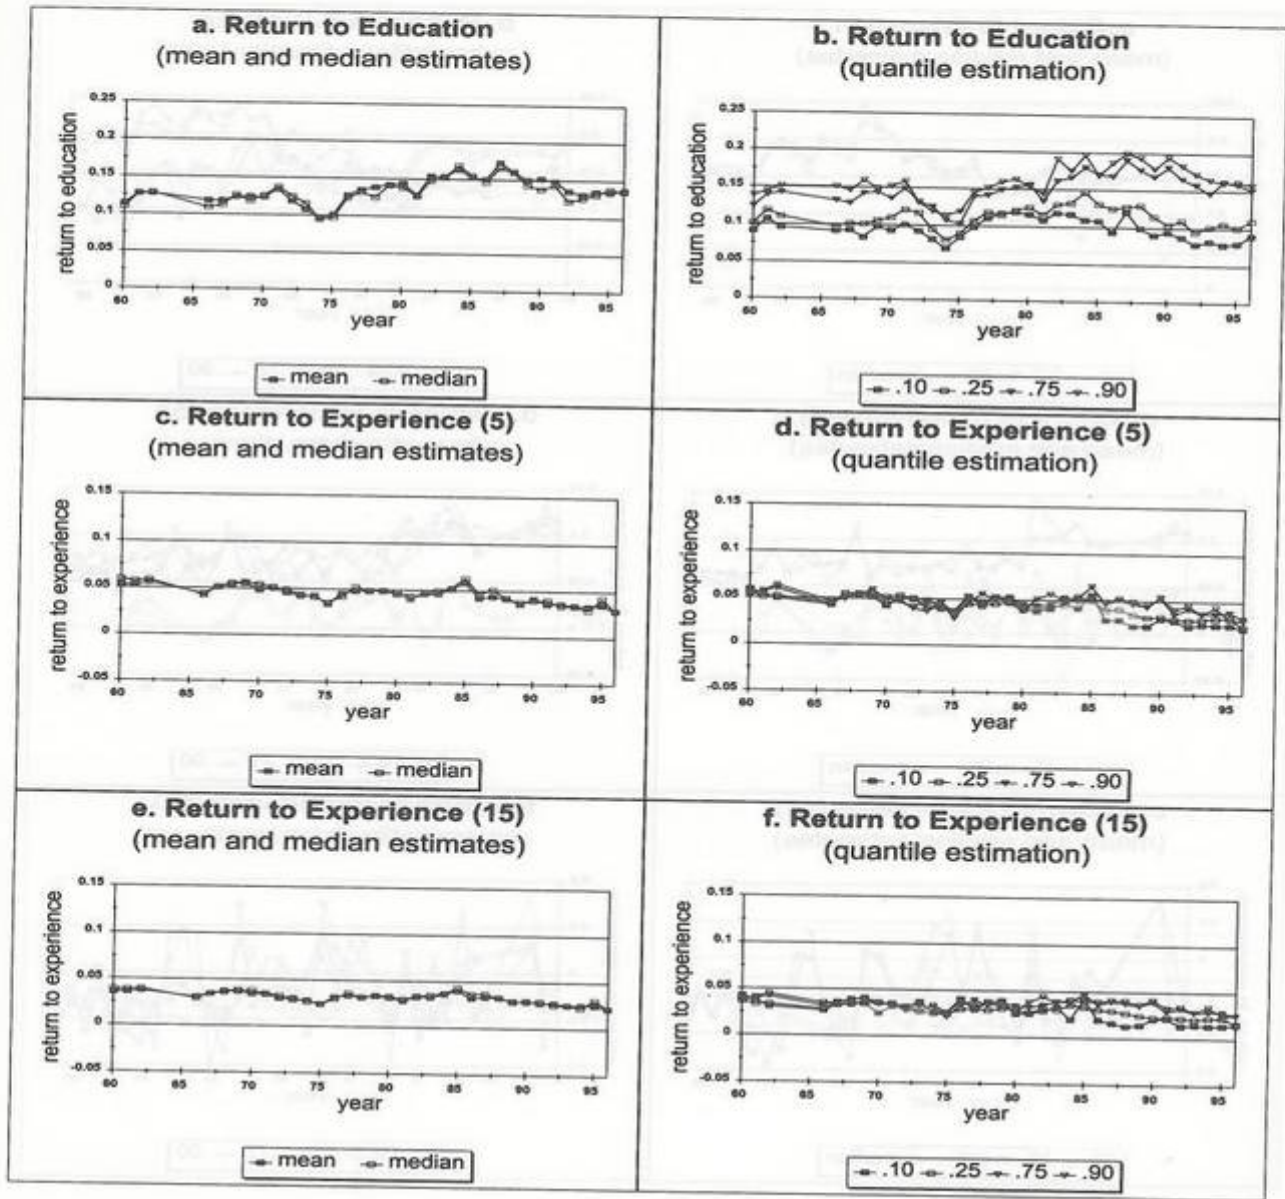 a. Return to Education
(mean and median estimates)
return to education
0.25
0.2
0.15
0.1
0.05
0
60
65
70
75
80
85
90
95
year
mean median
b. Return to Education
(quantile estimation)
return to education
0.25
0.2
0.15
0.1
0.05
0
60
65
70
75
80
85
90
95
year
.10 .25 .75 .90
c. Return to Experience (5)
(mean and median estimates)
return to experience
0.15
0.1
0.05
0
-0.05
60
65
70
75
80
85
90
95
year
mean median
d. Return to Experience (5)
(quantile estimation)
return to experience
0.15
0.1
0.05
0
-0.05
60
65
70
75
80
85
90
95
year
.10 .25 .75 .90
e. Return to Experience (15)
(mean and median estimates)
return to experience
0.15
0.1
0.05
0
-0.05
60
65
70
75
80
85
90
95
year
mean median
f. Return to Experience (15)
(quantile estimation)
return to experience
0.15
0.1
0.05
0
-0.05
60
65
70
75
80
85
90
95
year
.10 .25 .75 .90